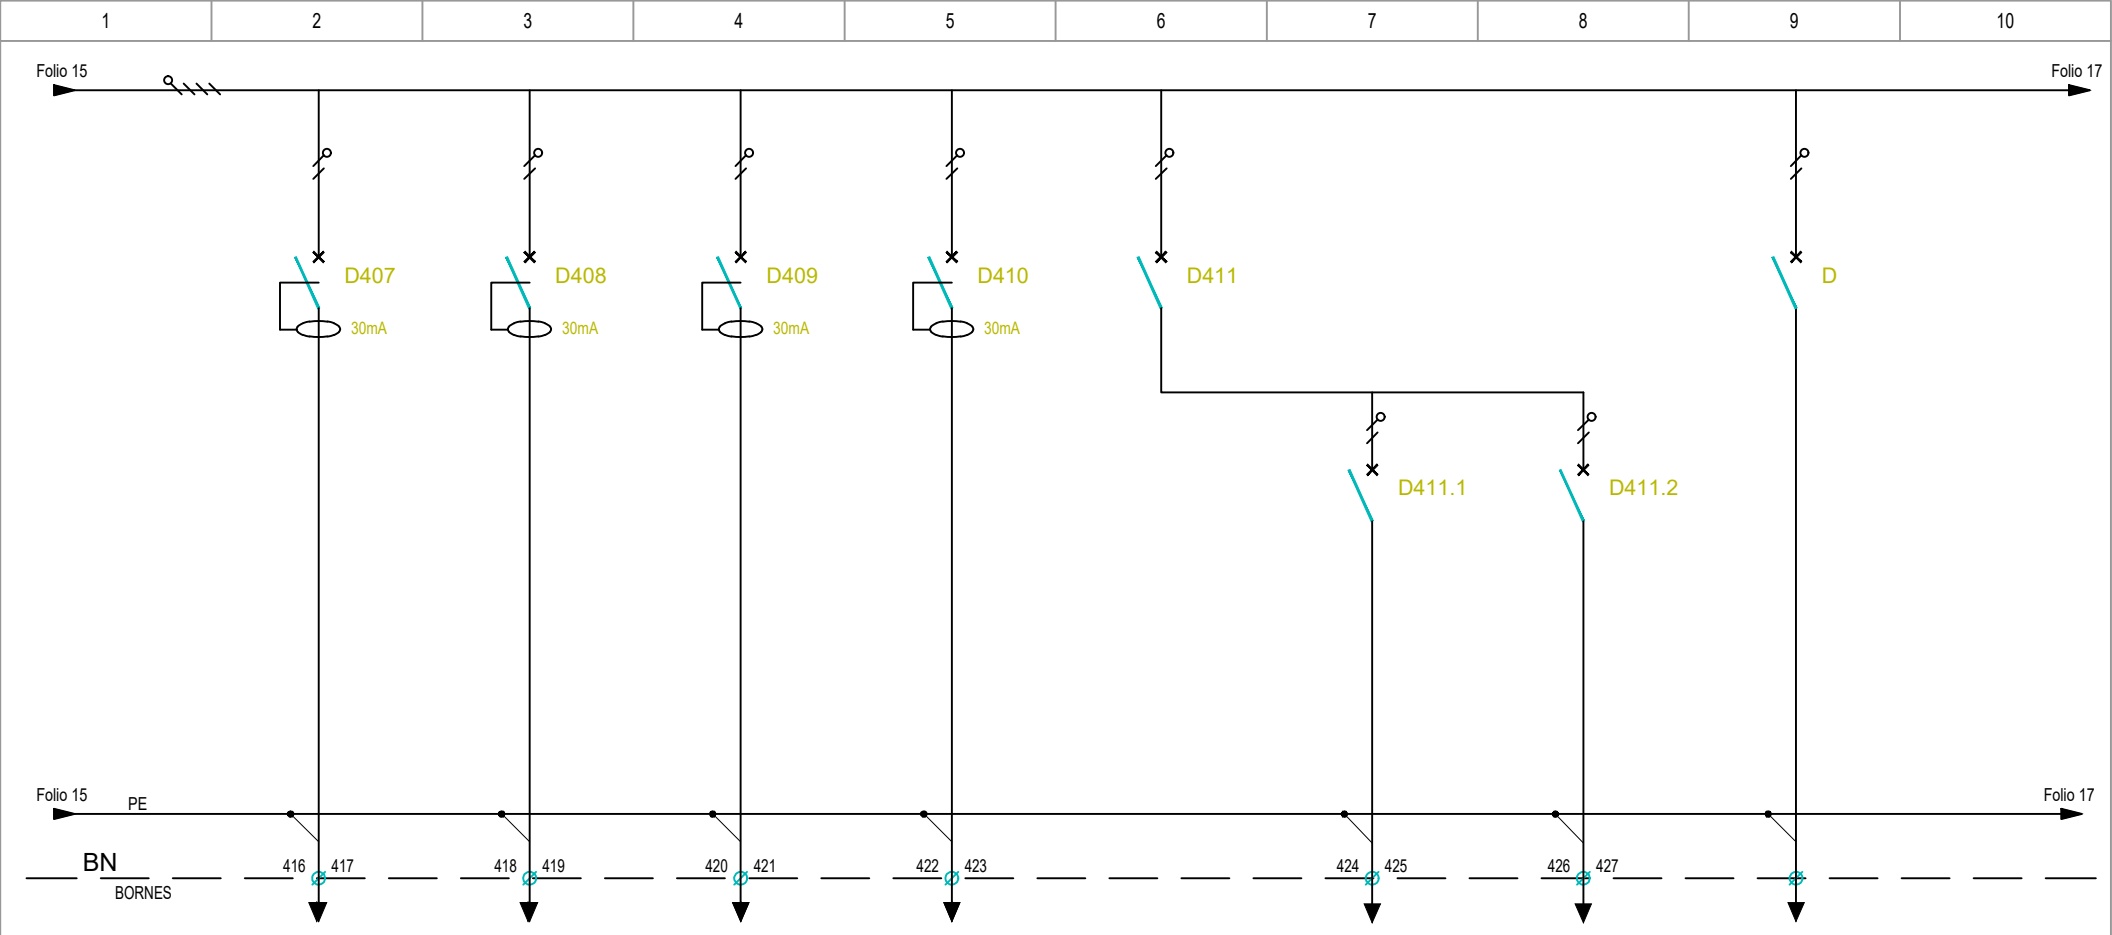 1 2 3 4 5 6 7 8 9 10
Folio 15 Folio 17
D407 D408 D409 D410 D411 D
30mA 30mA 30mA 30mA
D411.1 D411.2
Folio 15 PE Folio 17
BN 416 417 418 419 420 421 422 423 424 425 426 427
BORNES